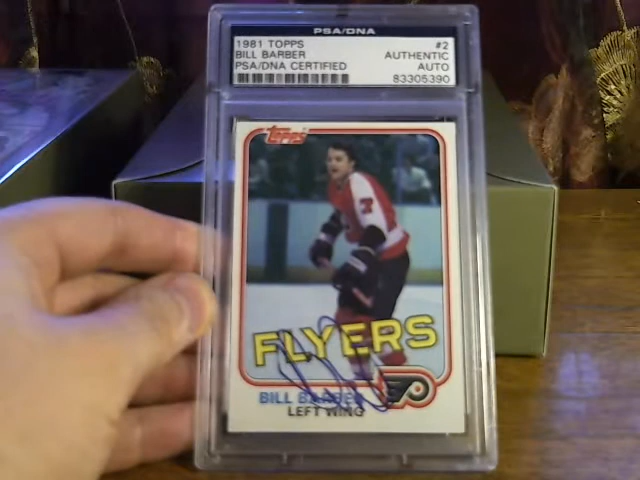 PSA/DNA
1981 TOPPS #2
BILL BARBER AUTHENTIC
PSA/DNA CERTIFIED AUTO
83305390
TOPPS
7
FLYERS
BILL BARBER
LEFT WING